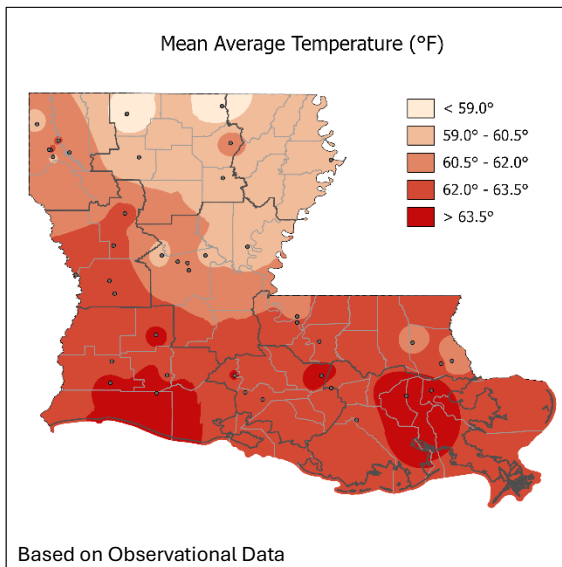 Mean Average Temperature (°F)
< 59.0°
59.0° - 60.5°
60.5° - 62.0°
62.0° - 63.5°
> 63.5°
Based on Observational Data